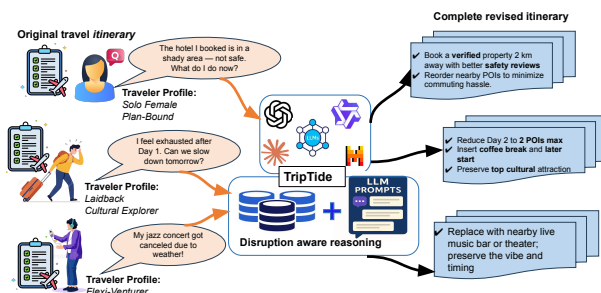 Original travel itinerary
Complete revised itinerary
Q
The hotel I booked is in a
shady area — not safe.
What do I do now?
Traveler Profile:
Solo Female
Plan-Bound
I feel exhausted after
Day 1. Can we slow
down tomorrow?
Traveler Profile:
Laidback
Cultural Explorer
My jazz concert got
canceled due to
weather!
Traveler Profile:
Flexi-Venturer
LLMs
TripTide
LLM
PROMPTS
Disruption aware reasoning
✔ Book a verified property 2 km
away with better safety reviews
✔ Reorder nearby POIs to minimize
commuting hassle.
✔ Reduce Day 2 to 2 POIs max
✔ Insert coffee break and later
start
✔ Preserve top cultural attraction
✔ Replace with nearby live
music bar or theater;
preserve the vibe and
timing